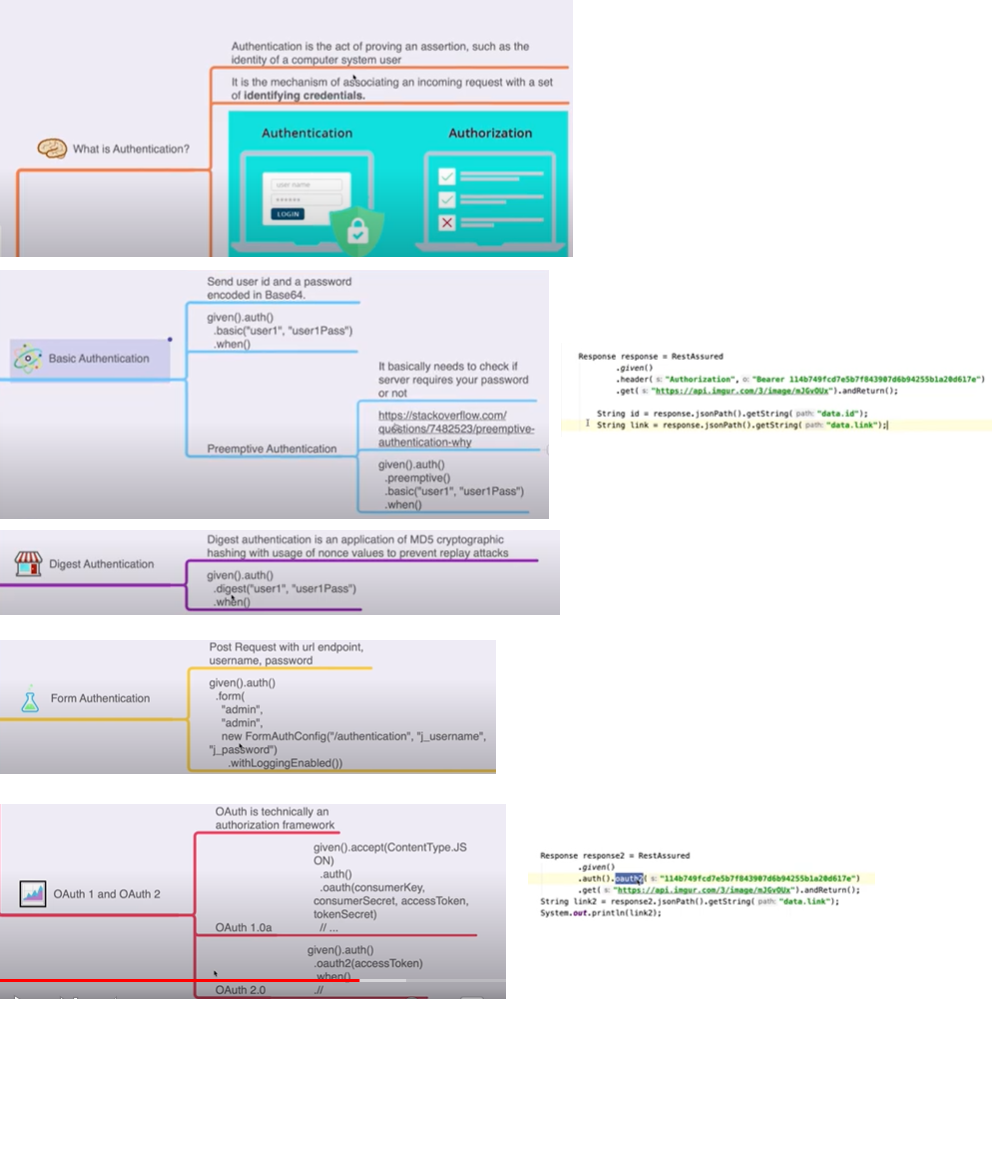 Authentication is the act of proving an assertion, such as the
identity of a computer system user
It is the mechanism of associating an incoming request with a set
of identifying credentials.
What is Authentication?
Authentication
Authorization
user name
******
LOGIN
Send user id and a password
encoded in Base64.
given().auth()
.basic("user1", "user1Pass")
.when()
Basic Authentication
It basically needs to check if
server requires your password
or not
https://stackoverflow.com/
questions/7482523/preemptive-
authentication-why
Preemptive Authentication
given().auth()
.preemptive()
.basic("user1", "user1Pass")
.when()
Response response = RestAssured
.given()
.header( s: "Authorization", o: "Bearer 114b749fcd7e5b7f843907d6b94255b1a20d617e")
.get( s: "https://api.imgur.com/3/image/mJGvOUx").andReturn();
String id = response.jsonPath().getString( path: "data.id");
String link = response.jsonPath().getString( path: "data.link");
Digest authentication is an application of MD5 cryptographic
hashing with usage of nonce values to prevent replay attacks
Digest Authentication
given().auth()
.digest("user1", "user1Pass")
.when()
Post Request with url endpoint,
username, password
Form Authentication
given().auth()
.form(
"admin",
"admin",
new FormAuthConfig("/authentication", "j_username",
"j_password")
.withLoggingEnabled())
OAuth is technically an
authorization framework
OAuth 1 and OAuth 2
given().accept(ContentType.JS
ON)
.auth()
.oauth(consumerKey,
consumerSecret, accessToken,
tokenSecret)
OAuth 1.0a
// ...
given().auth()
.oauth2(accessToken)
.when()
OAuth 2.0
.//
Response response2 = RestAssured
.given()
.auth().oauth2( s: "114b749fcd7e5b7f843907d6b94255b1a20d617e")
.get( s: "https://api.imgur.com/3/image/mJGvOUx").andReturn();
String link2 = response2.jsonPath().getString( path: "data.link");
System.out.println(link2);